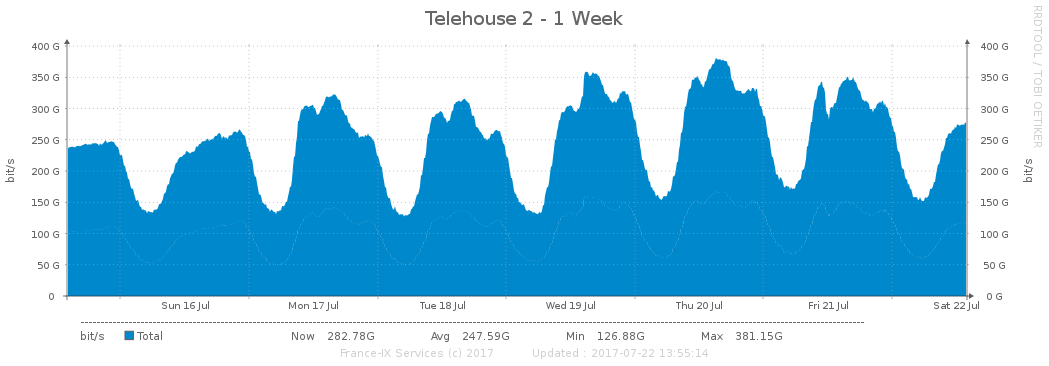 Telehouse 2 - 1 Week
RRDTOOL / TOBI OETIKER
400 G 400 G
350 G 350 G
300 G 300 G
250 G 250 G
200 G 200 G
150 G 150 G
100 G 100 G
50 G 50 G
0 0 G
bit/s bit/s
Sun 16 Jul Mon 17 Jul Tue 18 Jul Wed 19 Jul Thu 20 Jul Fri 21 Jul Sat 22 Jul
bit/s Total Now 282.78G Avg 247.59G Min 126.88G Max 381.15G
France-IX Services (c) 2017 Updated : 2017-07-22 13:55:14